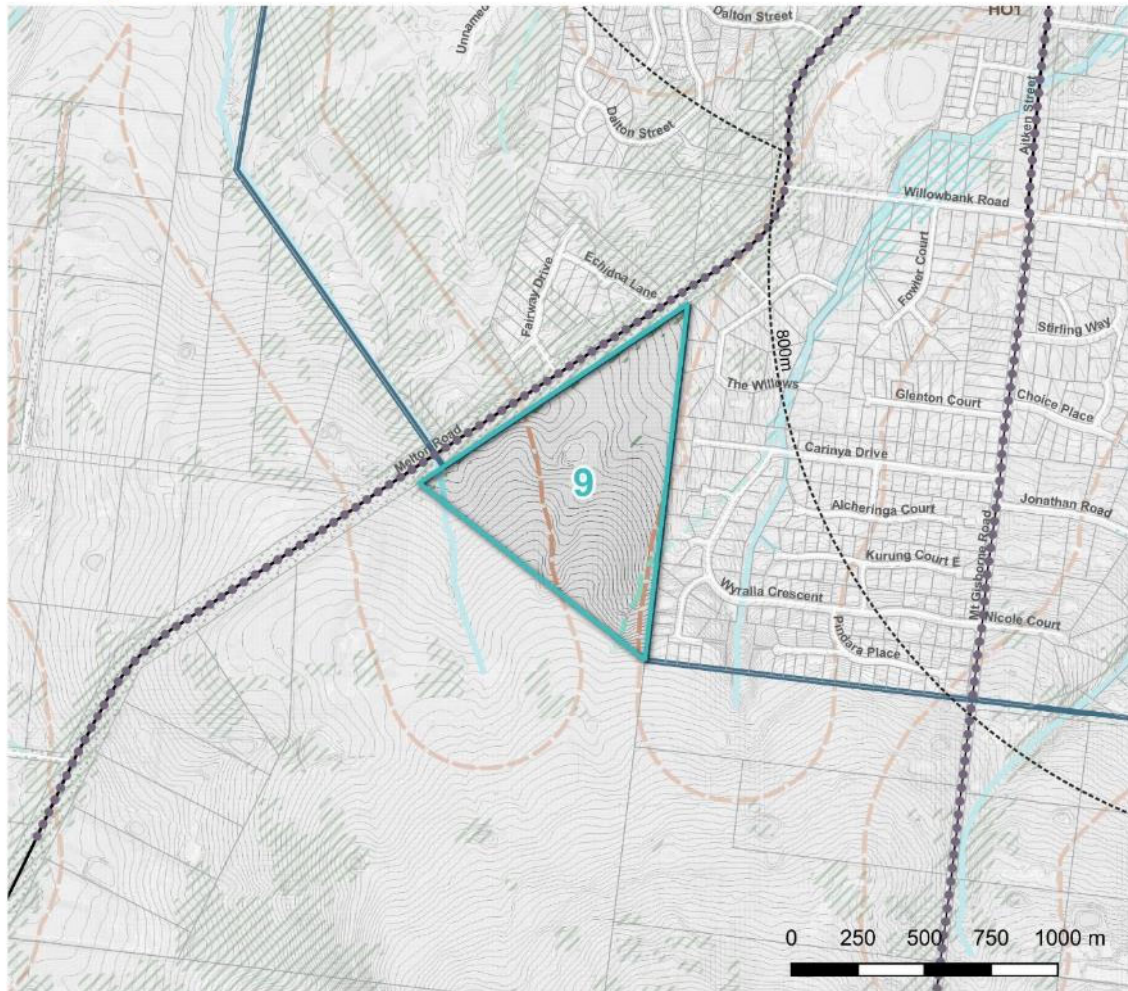 Dalton Street
HO1
Unnamed
Dalton Street
Aitken Street
Willowbank Road
Echidna Lane
Fairway Drive
Fowler Court
Stirling Way
800m
The Willows
Glenton Court
Choice Place
Melton Road
Carinya Drive
9
Alcheringa Court
Jonathan Road
Mt Gisborne Road
Kurung Court E
Wyralla Crescent
Nicole Court
Pindara Place
0 250 500 750 1000 m